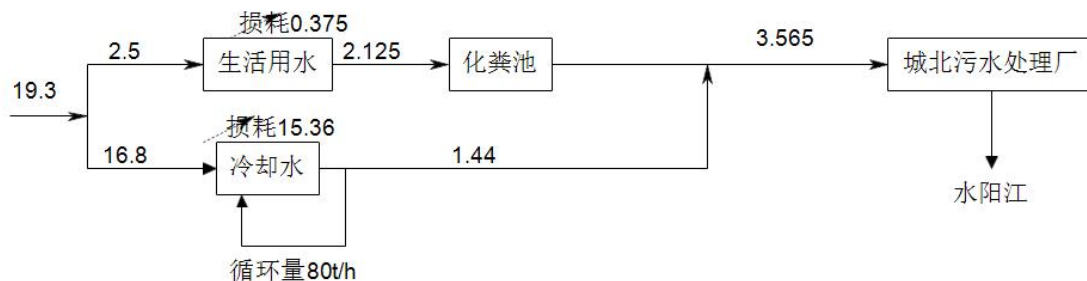 损耗0.375
2.5
生活用水
2.125
化粪池
3.565
城北污水处理厂
19.3
损耗15.36
16.8
冷却水
1.44
水阳江
循环量80t/h